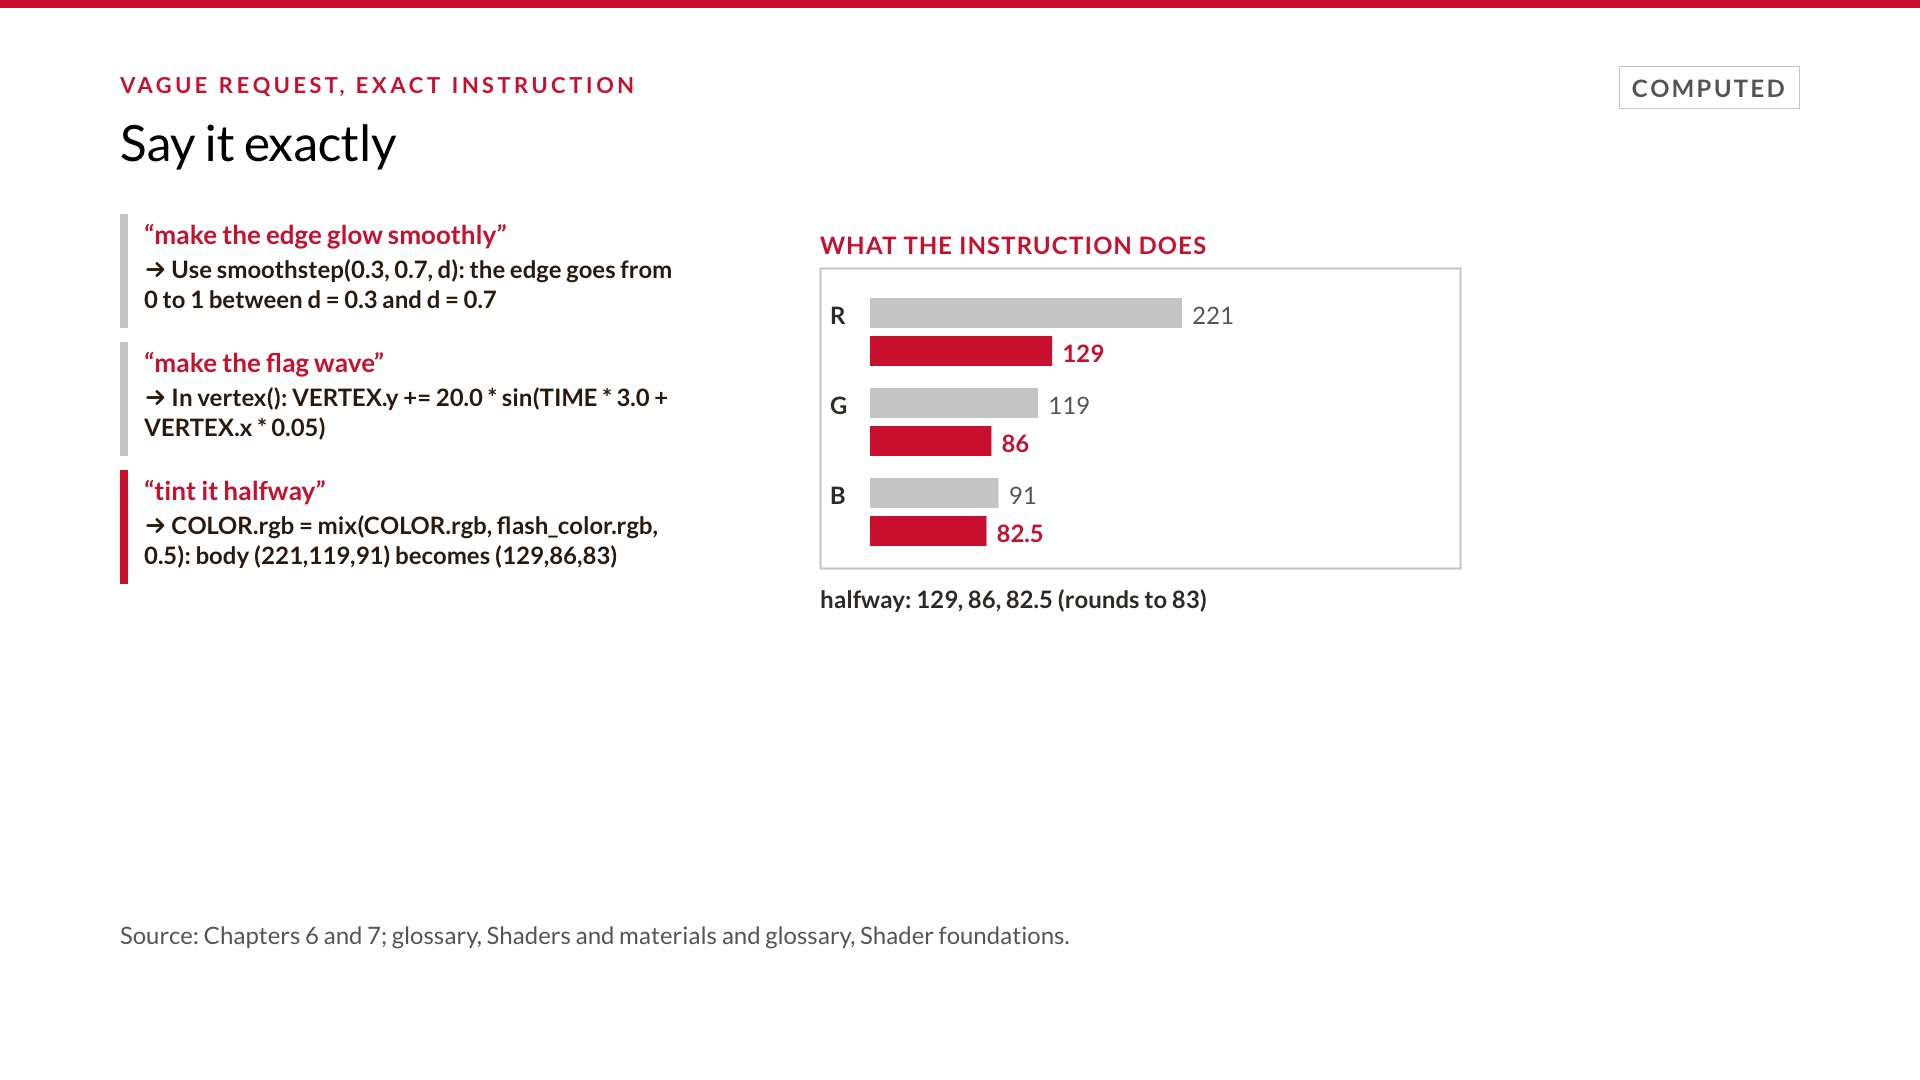 VAGUE REQUEST, EXACT INSTRUCTION
COMPUTED
Say it exactly
“make the edge glow smoothly”
→ Use smoothstep(0.3, 0.7, d): the edge goes from
0 to 1 between d = 0.3 and d = 0.7
“make the flag wave”
→ In vertex(): VERTEX.y += 20.0 * sin(TIME * 3.0 +
VERTEX.x * 0.05)
“tint it halfway”
→ COLOR.rgb = mix(COLOR.rgb, flash_color.rgb,
0.5): body (221,119,91) becomes (129,86,83)
WHAT THE INSTRUCTION DOES
R 221
129
G 119
86
B 91
82.5
halfway: 129, 86, 82.5 (rounds to 83)
Source: Chapters 6 and 7; glossary, Shaders and materials and glossary, Shader foundations.